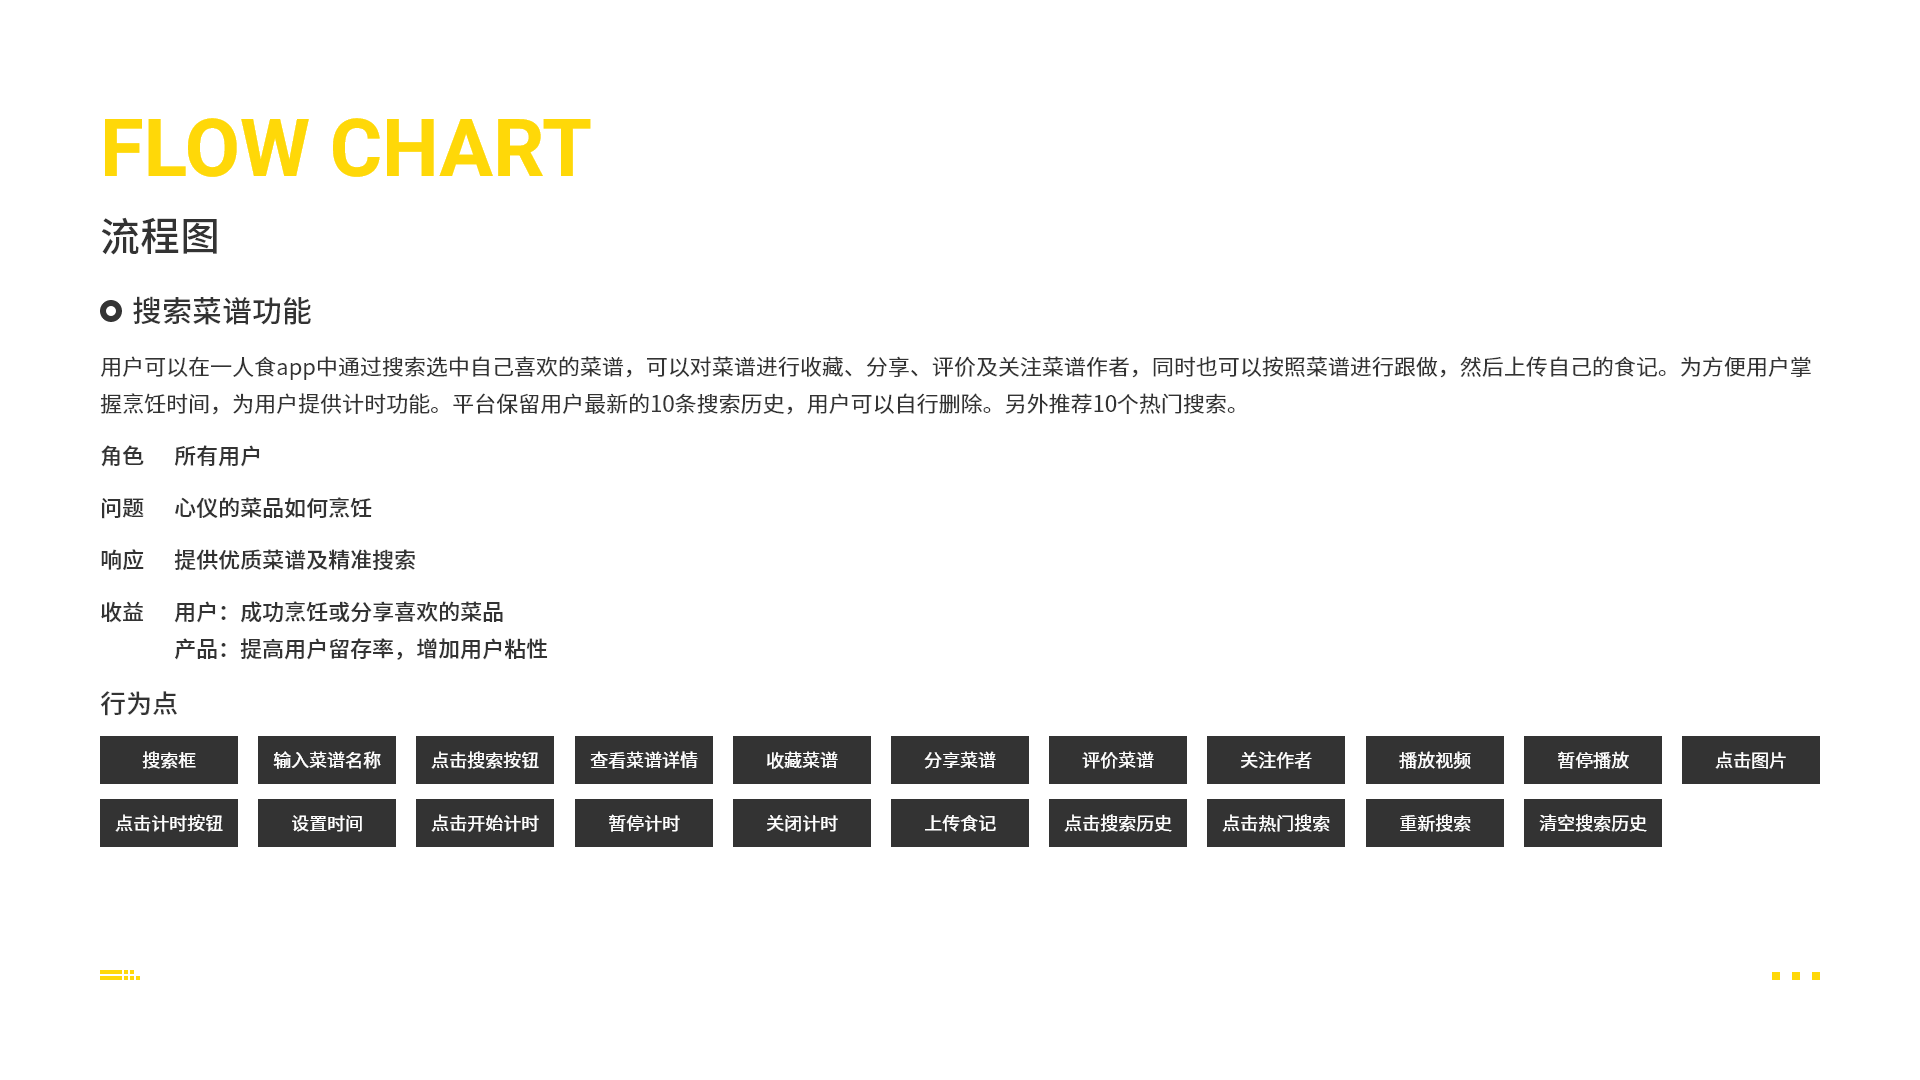 FLOW CHART
流程图
搜索菜谱功能
用户可以在一人食app中通过搜索选中自己喜欢的菜谱，可以对菜谱进行收藏、分享、评价及关注菜谱作者，同时也可以按照菜谱进行跟做，然后上传自己的食记。为方便用户掌
握烹饪时间，为用户提供计时功能。平台保留用户最新的10条搜索历史，用户可以自行删除。另外推荐10个热门搜索。
角色 所有用户
问题 心仪的菜品如何烹饪
响应 提供优质菜谱及精准搜索
收益 用户：成功烹饪或分享喜欢的菜品
产品：提高用户留存率，增加用户粘性
行为点
搜索框 输入菜谱名称 点击搜索按钮 查看菜谱详情 收藏菜谱 分享菜谱 评价菜谱 关注作者 播放视频 暂停播放 点击图片
点击计时按钮 设置时间 点击开始计时 暂停计时 关闭计时 上传食记 点击搜索历史 点击热门搜索 重新搜索 清空搜索历史